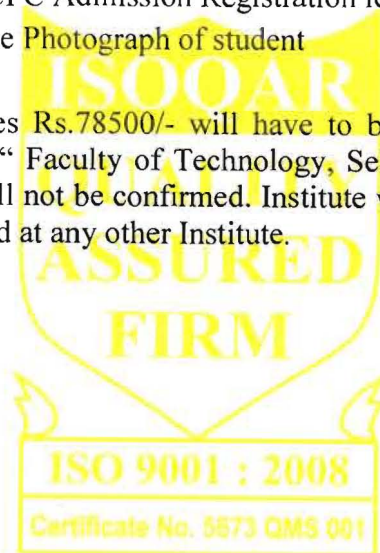 Admission Registration
e Photograph of student
es Rs.78500/- will have to b
“ Faculty of Technology, Se
ll not be confirmed. Institute
d at any other Institute.
ISOQAR
QUALITY
ASSURED
FIRM
ISO 9001 : 2008
Certificate No. 5673 QMS 001